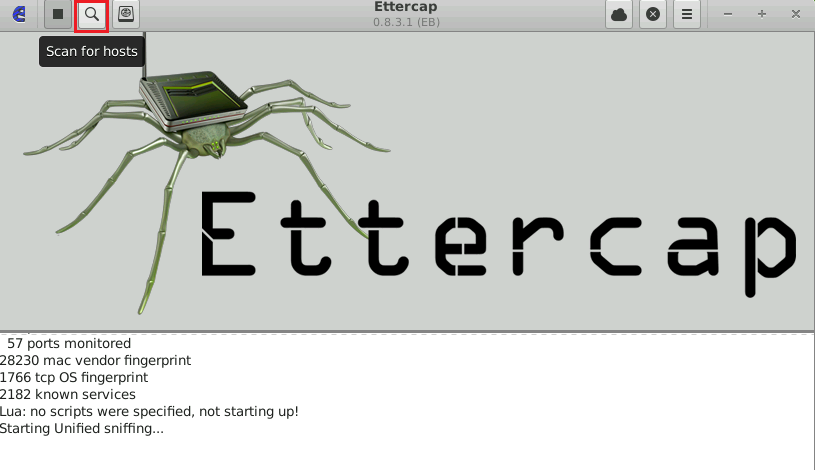 Ettercap
0.8.3.1 (EB)
Scan for hosts
Ettercap
57 ports monitored
28230 mac vendor fingerprint
1766 tcp OS fingerprint
2182 known services
Lua: no scripts were specified, not starting up!
Starting Unified sniffing...